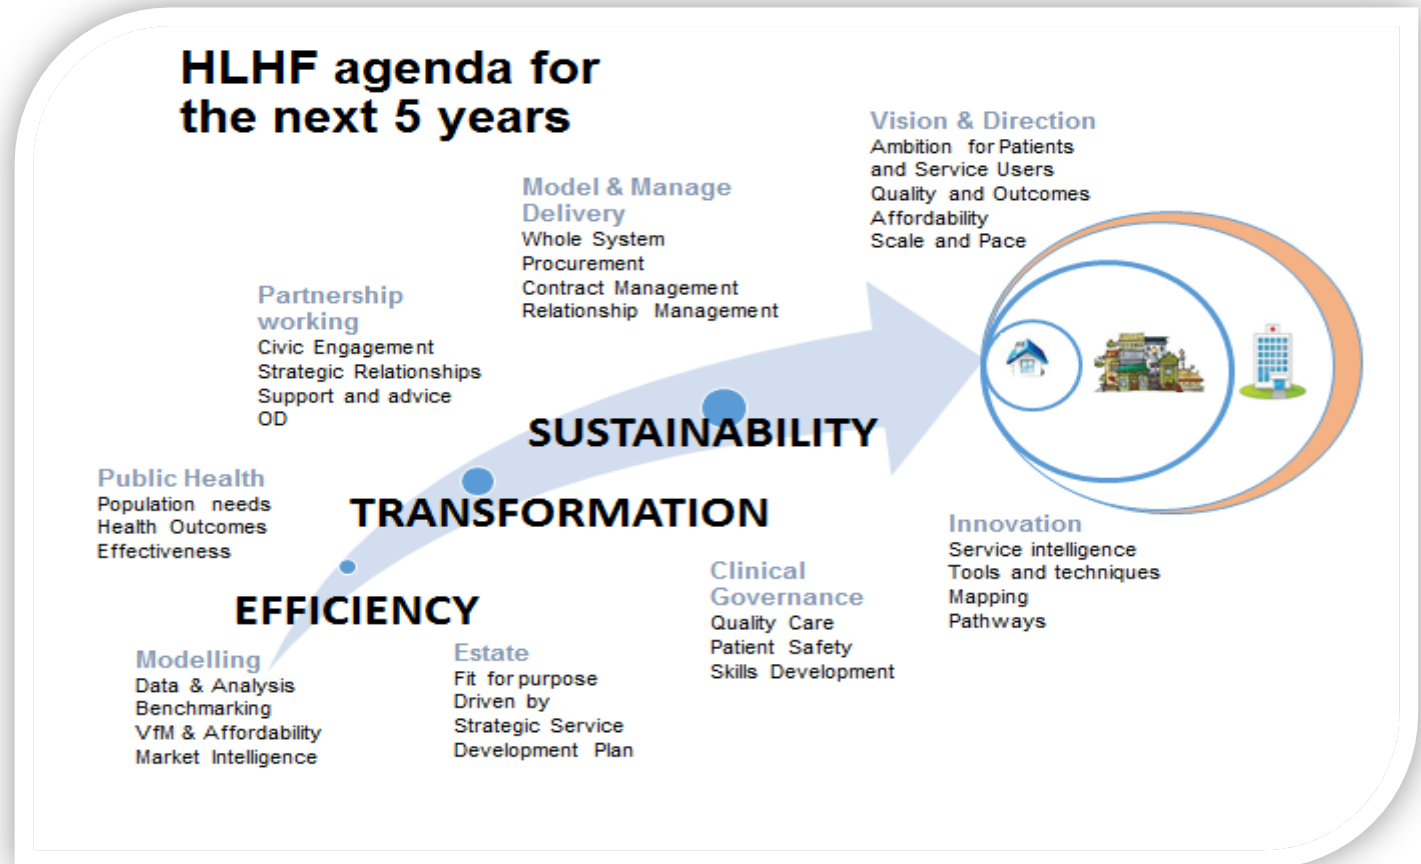 HLHF agenda for
the next 5 years
Vision & Direction
Ambition for Patients
and Service Users
Quality and Outcomes
Affordability
Scale and Pace
Model & Manage
Delivery
Whole System
Procurement
Contract Management
Relationship Management
Partnership
working
Civic Engagement
Strategic Relationships
Support and advice
OD
Public Health
Population needs
Health Outcomes
Effectiveness
SUSTAINABILITY
TRANSFORMATION
EFFICIENCY
Modelling
Data & Analysis
Benchmarking
VfM & Affordability
Market Intelligence
Estate
Fit for purpose
Driven by
Strategic Service
Development Plan
Clinical
Governance
Quality Care
Patient Safety
Skills Development
Innovation
Service intelligence
Tools and techniques
Mapping
Pathways